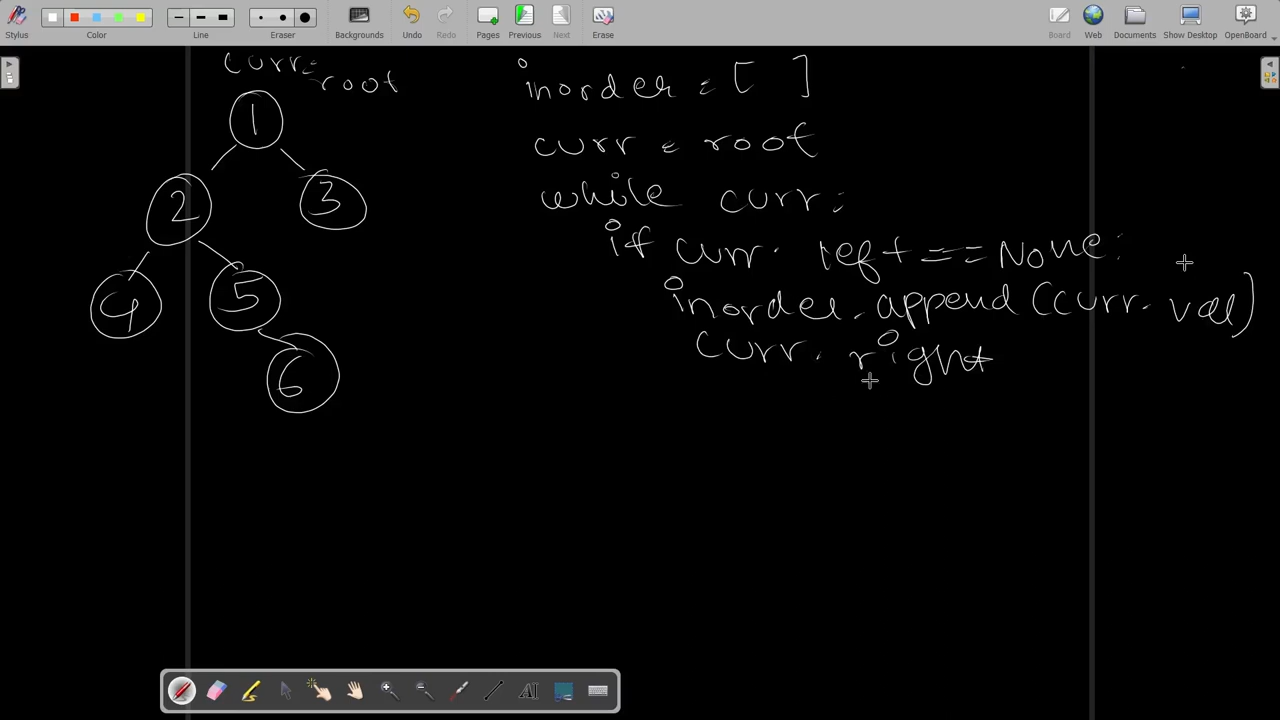 Stylus
Color
Line
Eraser
Backgrounds
Undo
Redo
Pages
Previous
Next
Erase
Board
Web
Documents
Show Desktop
OpenBoard
curr =
root
1
2
3
4
5
6
inorder = [ ]
curr = root
while curr:
if curr. left == None:
inorder.append (curr. val)
curr. right
AI